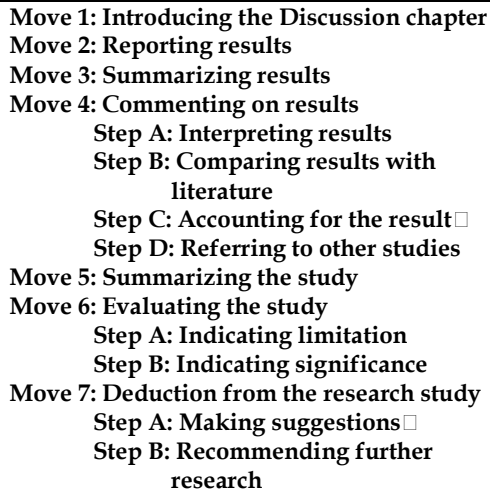 Move 1: Introducing the Discussion chapter
Move 2: Reporting results
Move 3: Summarizing results
Move 4: Commenting on results
Step A: Interpreting results
Step B: Comparing results with
literature
Step C: Accounting for the result□
Step D: Referring to other studies
Move 5: Summarizing the study
Move 6: Evaluating the study
Step A: Indicating limitation
Step B: Indicating significance
Move 7: Deduction from the research study
Step A: Making suggestions□
Step B: Recommending further
research